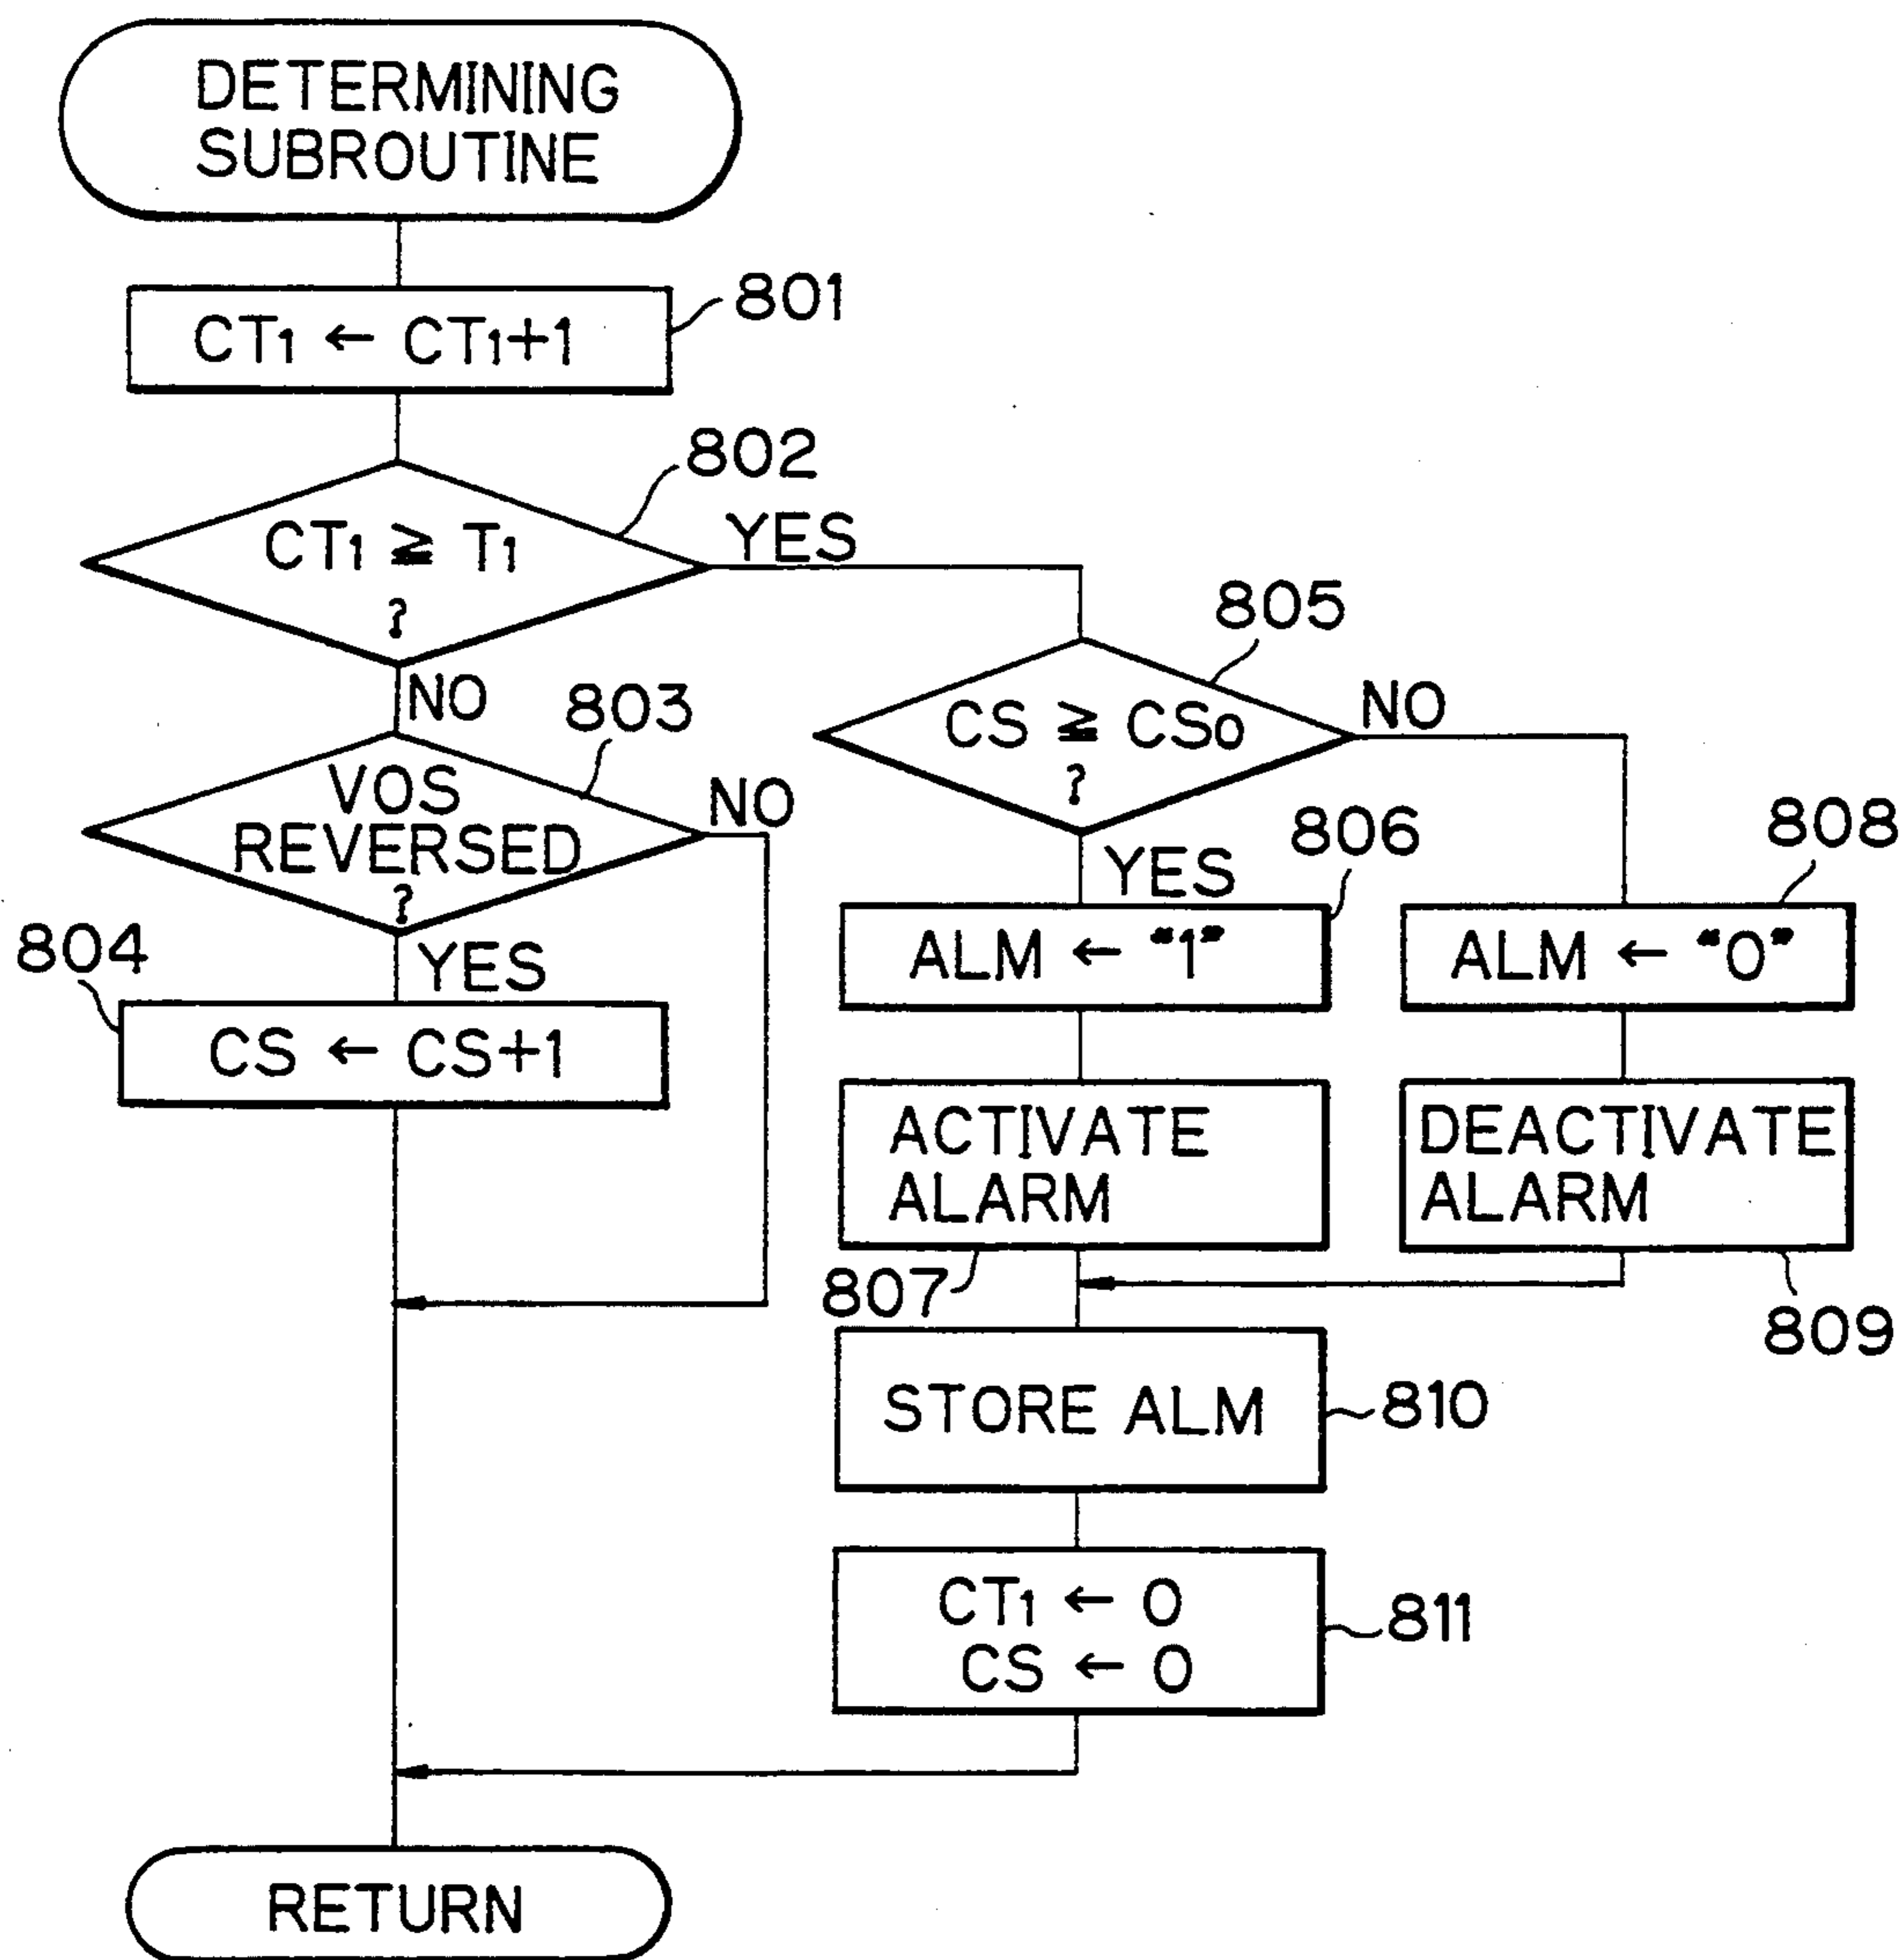 DETERMINING
SUBROUTINE
CT1 ← CT1+1
801
802
CT1 ≧ T1
?
YES
NO
803
VOS
REVERSED
?
NO
804
YES
CS ← CS+1
805
CS ≧ CS0
?
NO
YES
806
ALM ← "1"
808
ALM ← "0"
ACTIVATE
ALARM
807
DEACTIVATE
ALARM
809
STORE ALM
810
CT1 ← 0
CS ← 0
811
RETURN